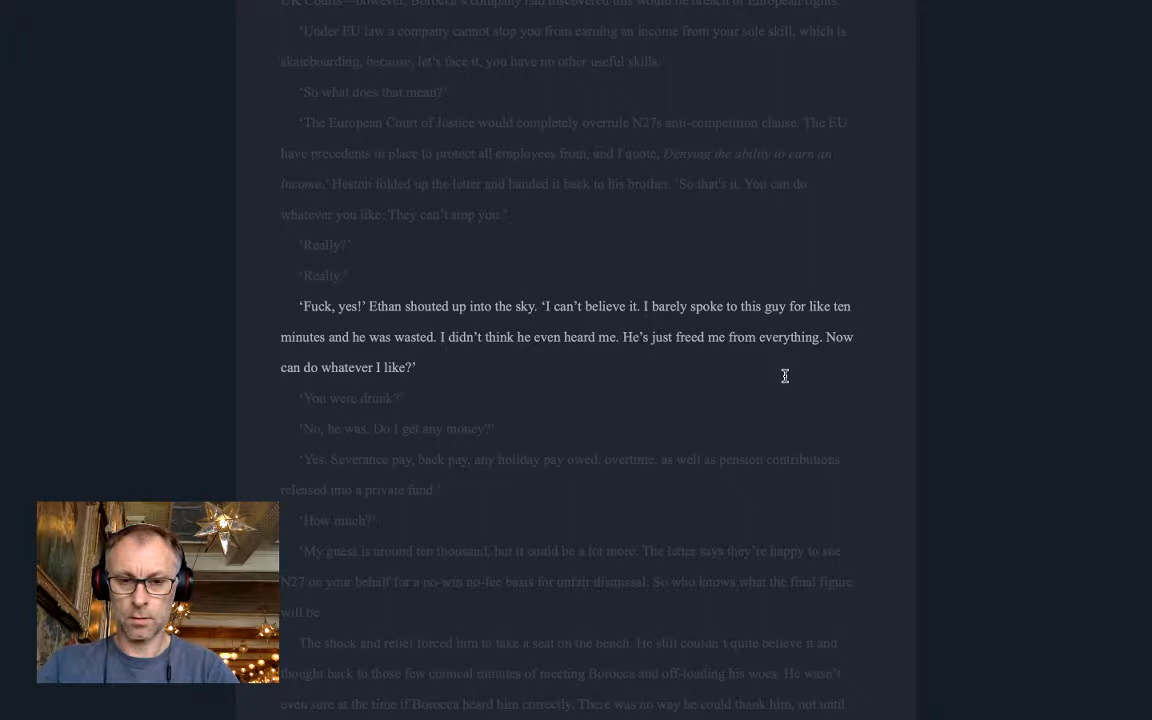 UK Courts—however, Borocca's company had discovered this would be breach of European rights.
‘Under EU law a company cannot stop you from earning an income from your sole skill, which is
skateboarding, because, let’s face it, you have no other useful skills.’
‘So what does that mean?’
‘The European Court of Justice would completely overrule N27s anti-competition clause. The EU
have precedents in place to protect all employees from, and I quote, Denying the ability to earn an
Income.’ Heston folded up the letter and handed it back to his brother. ‘So that's it. You can do
whatever you like. They can’t stop you.’
‘Really?’
‘Really.’
‘Fuck, yes!’ Ethan shouted up into the sky. ‘I can’t believe it. I barely spoke to this guy for like ten
minutes and he was wasted. I didn’t think he even heard me. He’s just freed me from everything. Now
can do whatever I like?’
‘You were drunk?’
‘No, he was. Do I get any money?’
‘Yes. Severance pay, back pay, any holiday pay owed, overtime, as well as pension contributions
released into a private fund.’
‘How much?’
‘My guess is around ten thousand, but it could be a lot more. The letter says they’re happy to sue
N27 on your behalf for a no-win no-fee basis for unfair dismissal. So who knows what the final figure
will be.
The shock and relief forced him to take a seat on the bench. He still couldn’t quite believe it and
thought back to those few comical minutes of meeting Borocca and off-loading his woes. He wasn’t
even sure at the time if Borocca heard him correctly. There was no way he could thank him, not until